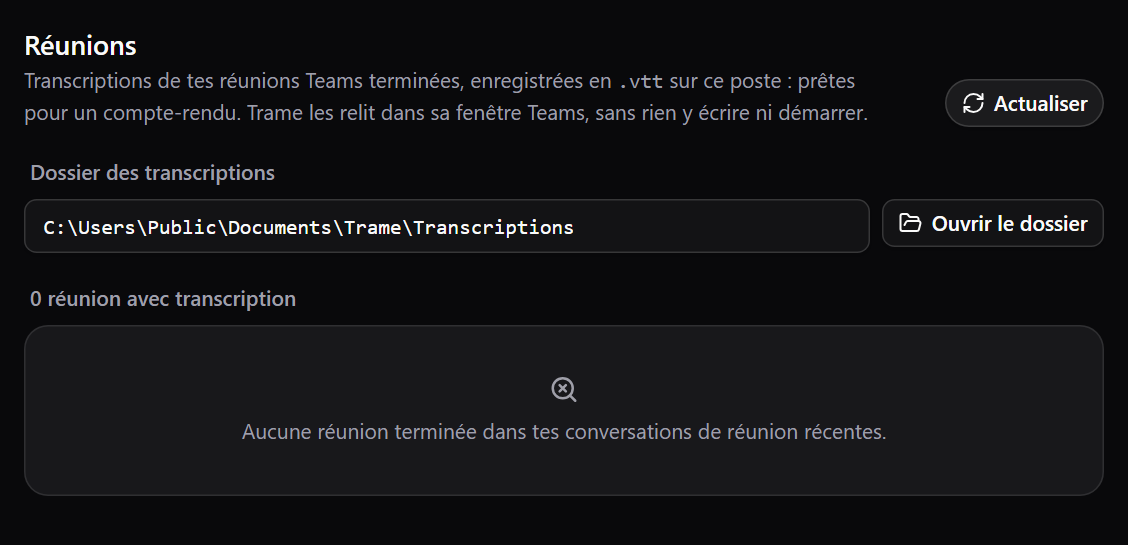 Réunions
Transcriptions de tes réunions Teams terminées, enregistrées en .vtt sur ce poste : prêtes
pour un compte-rendu. Trame les relit dans sa fenêtre Teams, sans rien y écrire ni démarrer.
Actualiser
Dossier des transcriptions
C:\Users\Public\Documents\Trame\Transcriptions
Ouvrir le dossier
0 réunion avec transcription
Aucune réunion terminée dans tes conversations de réunion récentes.